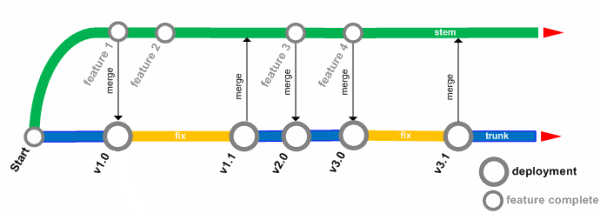 stem
feature 1
feature 2
feature 3
feature 4
merge
merge
merge
merge
merge
Start
fix
fix
trunk
v1.0
v1.1
v2.0
v3.0
v3.1
deployment
feature complete